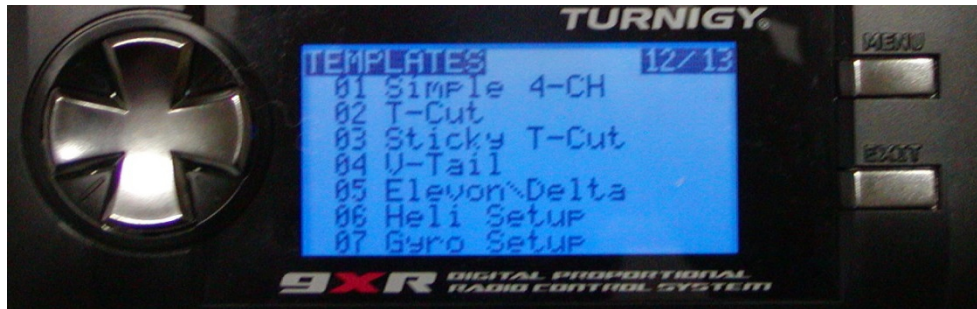 TURNIGY®
MENU
TEMPLATES 12/13
01 Simple 4-CH
02 T-Cut
03 Sticky T-Cut
04 V-Tail
EXIT
05 Elevon\Delta
06 Heli Setup
07 Gyro Setup
9XR DIGITAL PROPORTIONAL
RADIO CONTROL SYSTEM